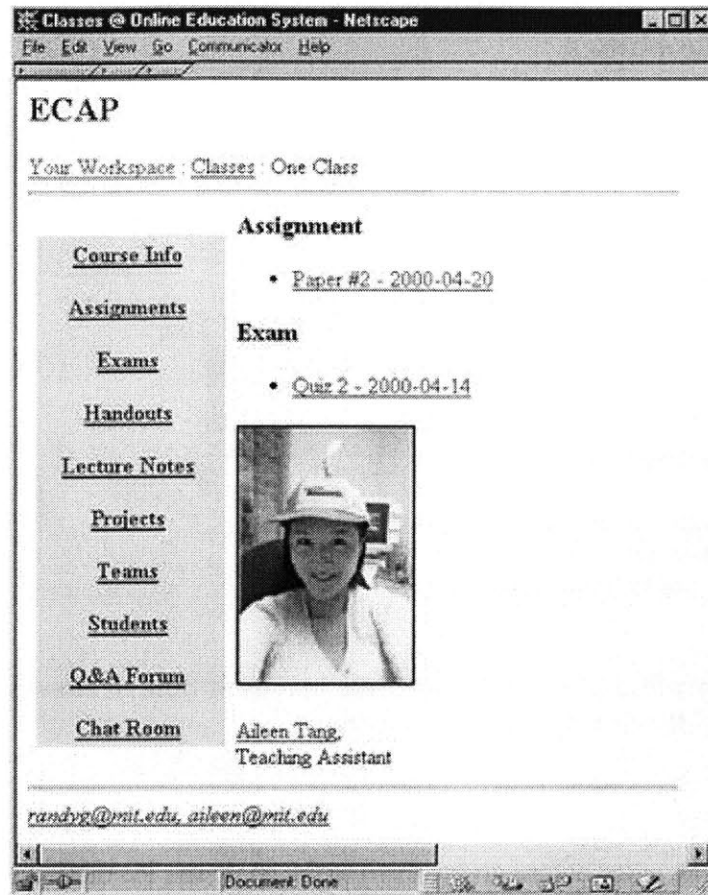 Classes @ Online Education System - Netscape
File Edit View Go Communicator Help
ECAP
Your Workspace : Classes : One Class
Course Info
Assignments
Exams
Handouts
Lecture Notes
Projects
Teams
Students
Q&A Forum
Chat Room
Assignment
• Paper #2 - 2000-04-20
Exam
• Quiz 2 - 2000-04-14
Aileen Tang,
Teaching Assistant
randyg@mit.edu, aileen@mit.edu
Document: Done